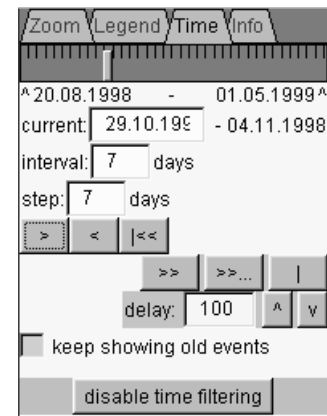 Zoom Legend Time Info
^20.08.1998 - 01.05.1999^
current: 29.10.199 - 04.11.1998
interval: 7 days
step: 7 days
> < |<<
>> >>... |
delay: 100 ^ v
keep showing old events
disable time filtering